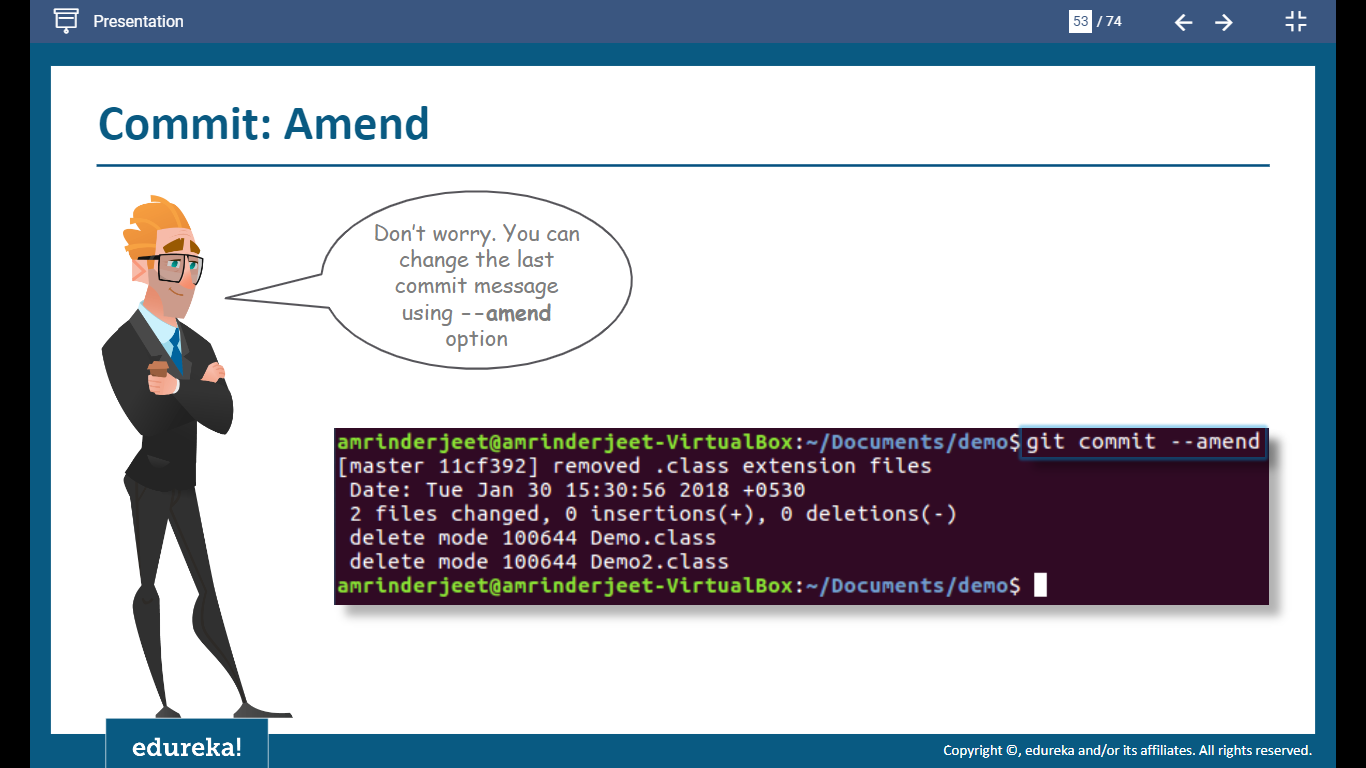 Presentation
53 / 74
Commit: Amend
Don't worry. You can
change the last
commit message
using --amend
option
amrinderjeet@amrinderjeet-VirtualBox:~/Documents/demo$ git commit --amend
[master 11cf392] removed .class extension files
 Date: Tue Jan 30 15:30:56 2018 +0530
 2 files changed, 0 insertions(+), 0 deletions(-)
 delete mode 100644 Demo.class
 delete mode 100644 Demo2.class
amrinderjeet@amrinderjeet-VirtualBox:~/Documents/demo$
edureka!
Copyright ©, edureka and/or its affiliates. All rights reserved.